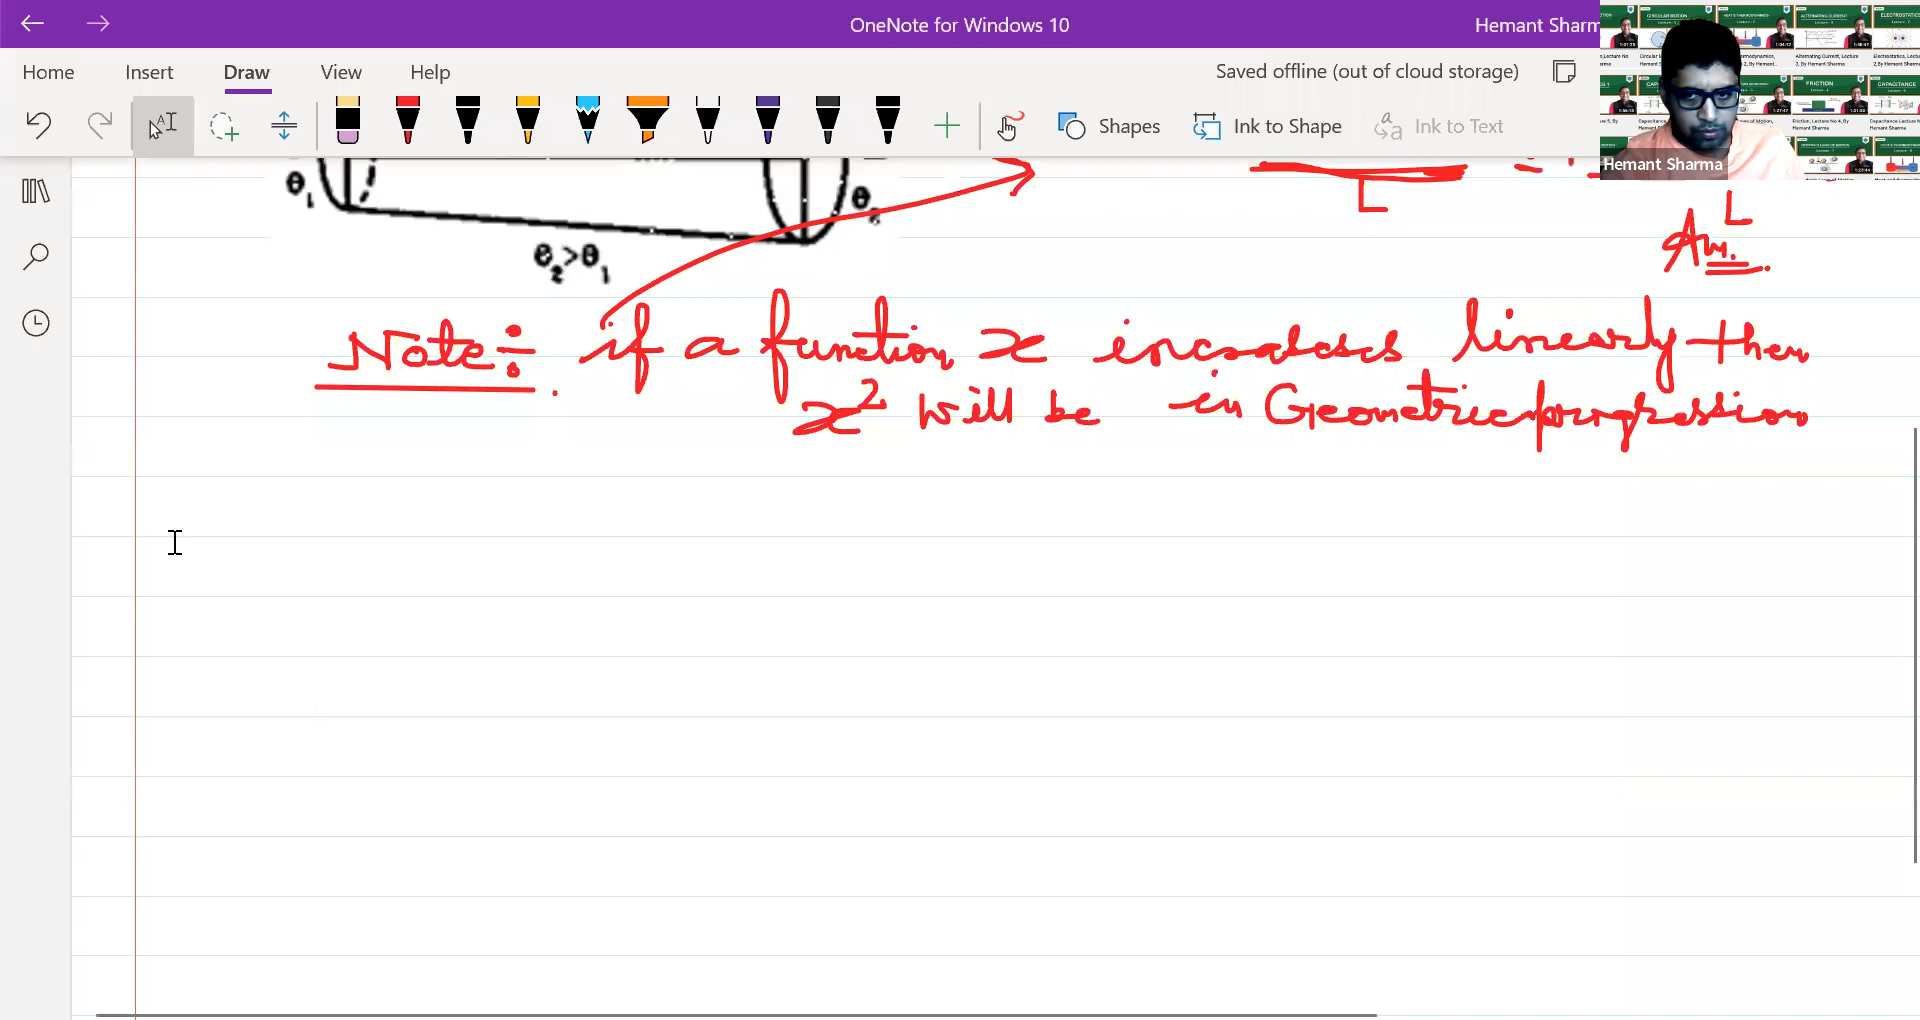 OneNote for Windows 10
Hemant Sharm
Home Insert Draw View Help
Saved offline (out of cloud storage)
Shapes
Ink to Shape
Ink to Text
Hemant Sharma
θ1
θ2
θ2>θ1
L
L
Ans.
Note: if a function x increases linearly then
x² will be in Geometric progression